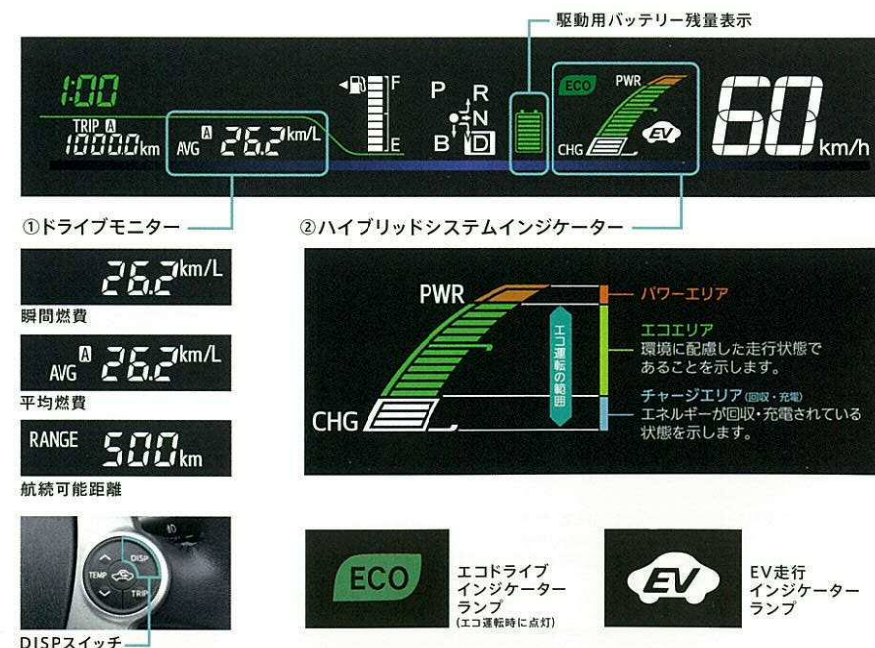 駆動用バッテリー残量表示
1:00
TRIP A
1000.0km
AVG A 26.2km/L
F
E
P
R
N
B
D
ECO
PWR
CHG
EV
60
km/h
①ドライブモニター
②ハイブリッドシステムインジケーター
26.2km/L
瞬間燃費
AVG A 26.2km/L
平均燃費
RANGE 500km
航続可能距離
DISP
TEMP
TRIP
DISPスイッチ
PWR
CHG
エコ運転の範囲
パワーエリア
エコエリア
環境に配慮した走行状態で
あることを示します。
チャージエリア(回収・充電)
エネルギーが回収・充電されている
状態を示します。
ECO
エコドライブ
インジケーター
ランプ
(エコ運転時に点灯)
EV
EV走行
インジケーター
ランプ